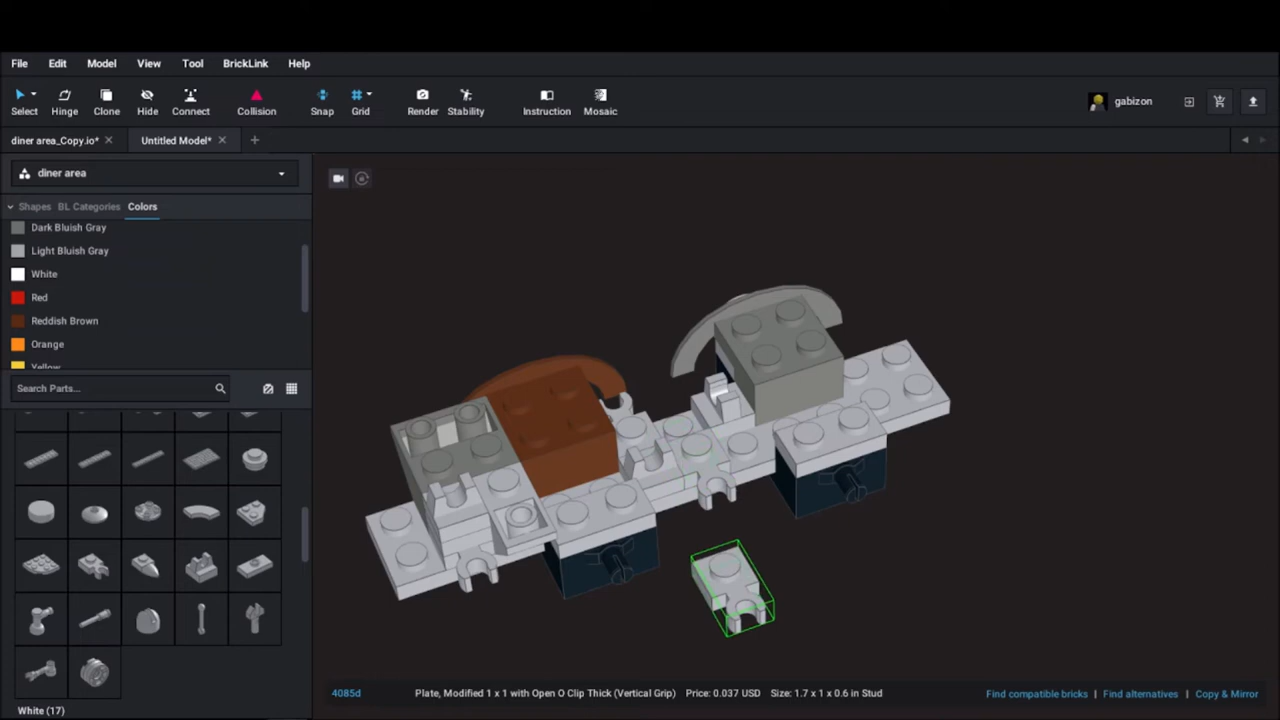 File Edit Model View Tool BrickLink Help
Select Hinge Clone Hide Connect Collision Snap Grid Render Stability Instruction Mosaic gabizon
diner area_Copy.io* Untitled Model*
diner area
Shapes BL Categories Colors
Dark Bluish Gray
Light Bluish Gray
White
Red
Reddish Brown
Orange
Yellow
Search Parts...
White (17)
4085d Plate, Modified 1 x 1 with Open O Clip Thick (Vertical Grip) Price: 0.037 USD Size: 1.7 x 1 x 0.6 in Stud Find compatible bricks Find alternatives Copy & Mirror